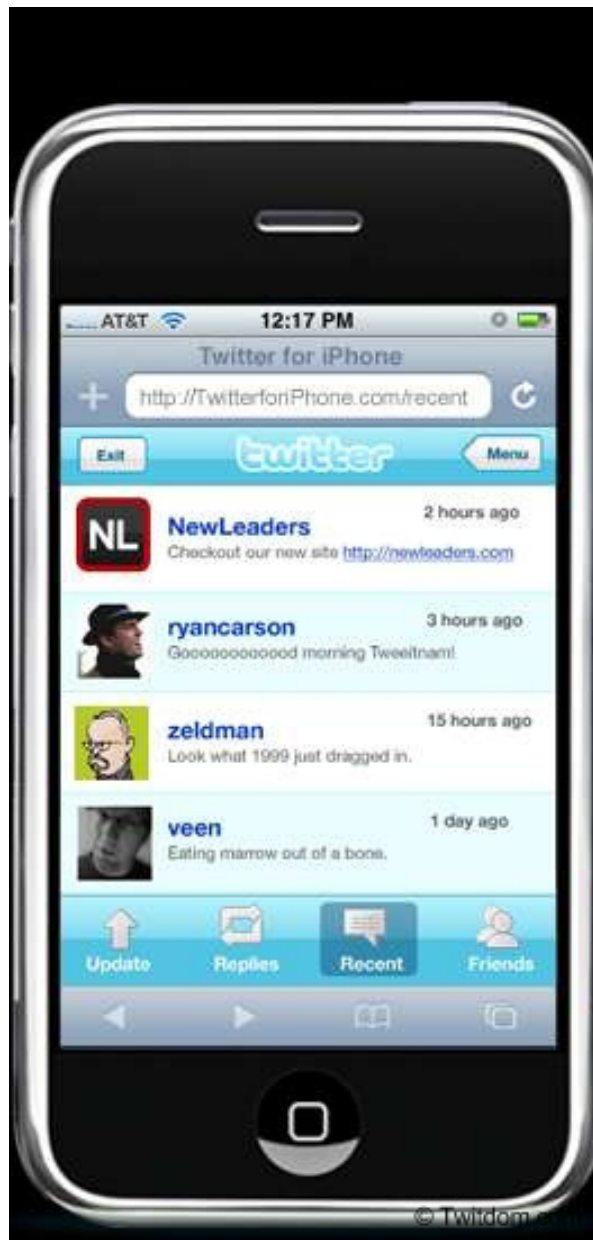 AT&T 12:17 PM
Twitter for iPhone
http://TwitterforiPhone.com/recent
Exit twitter Menu
NL NewLeaders 2 hours ago
Checkout our new site http://newleaders.com
ryancarson 3 hours ago
Goooooooooood morning Tweeitnam!
zeldman 15 hours ago
Look what 1999 just dragged in.
veen 1 day ago
Eating marrow out of a bone.
Update Replies Recent Friends
© Twitdom.com